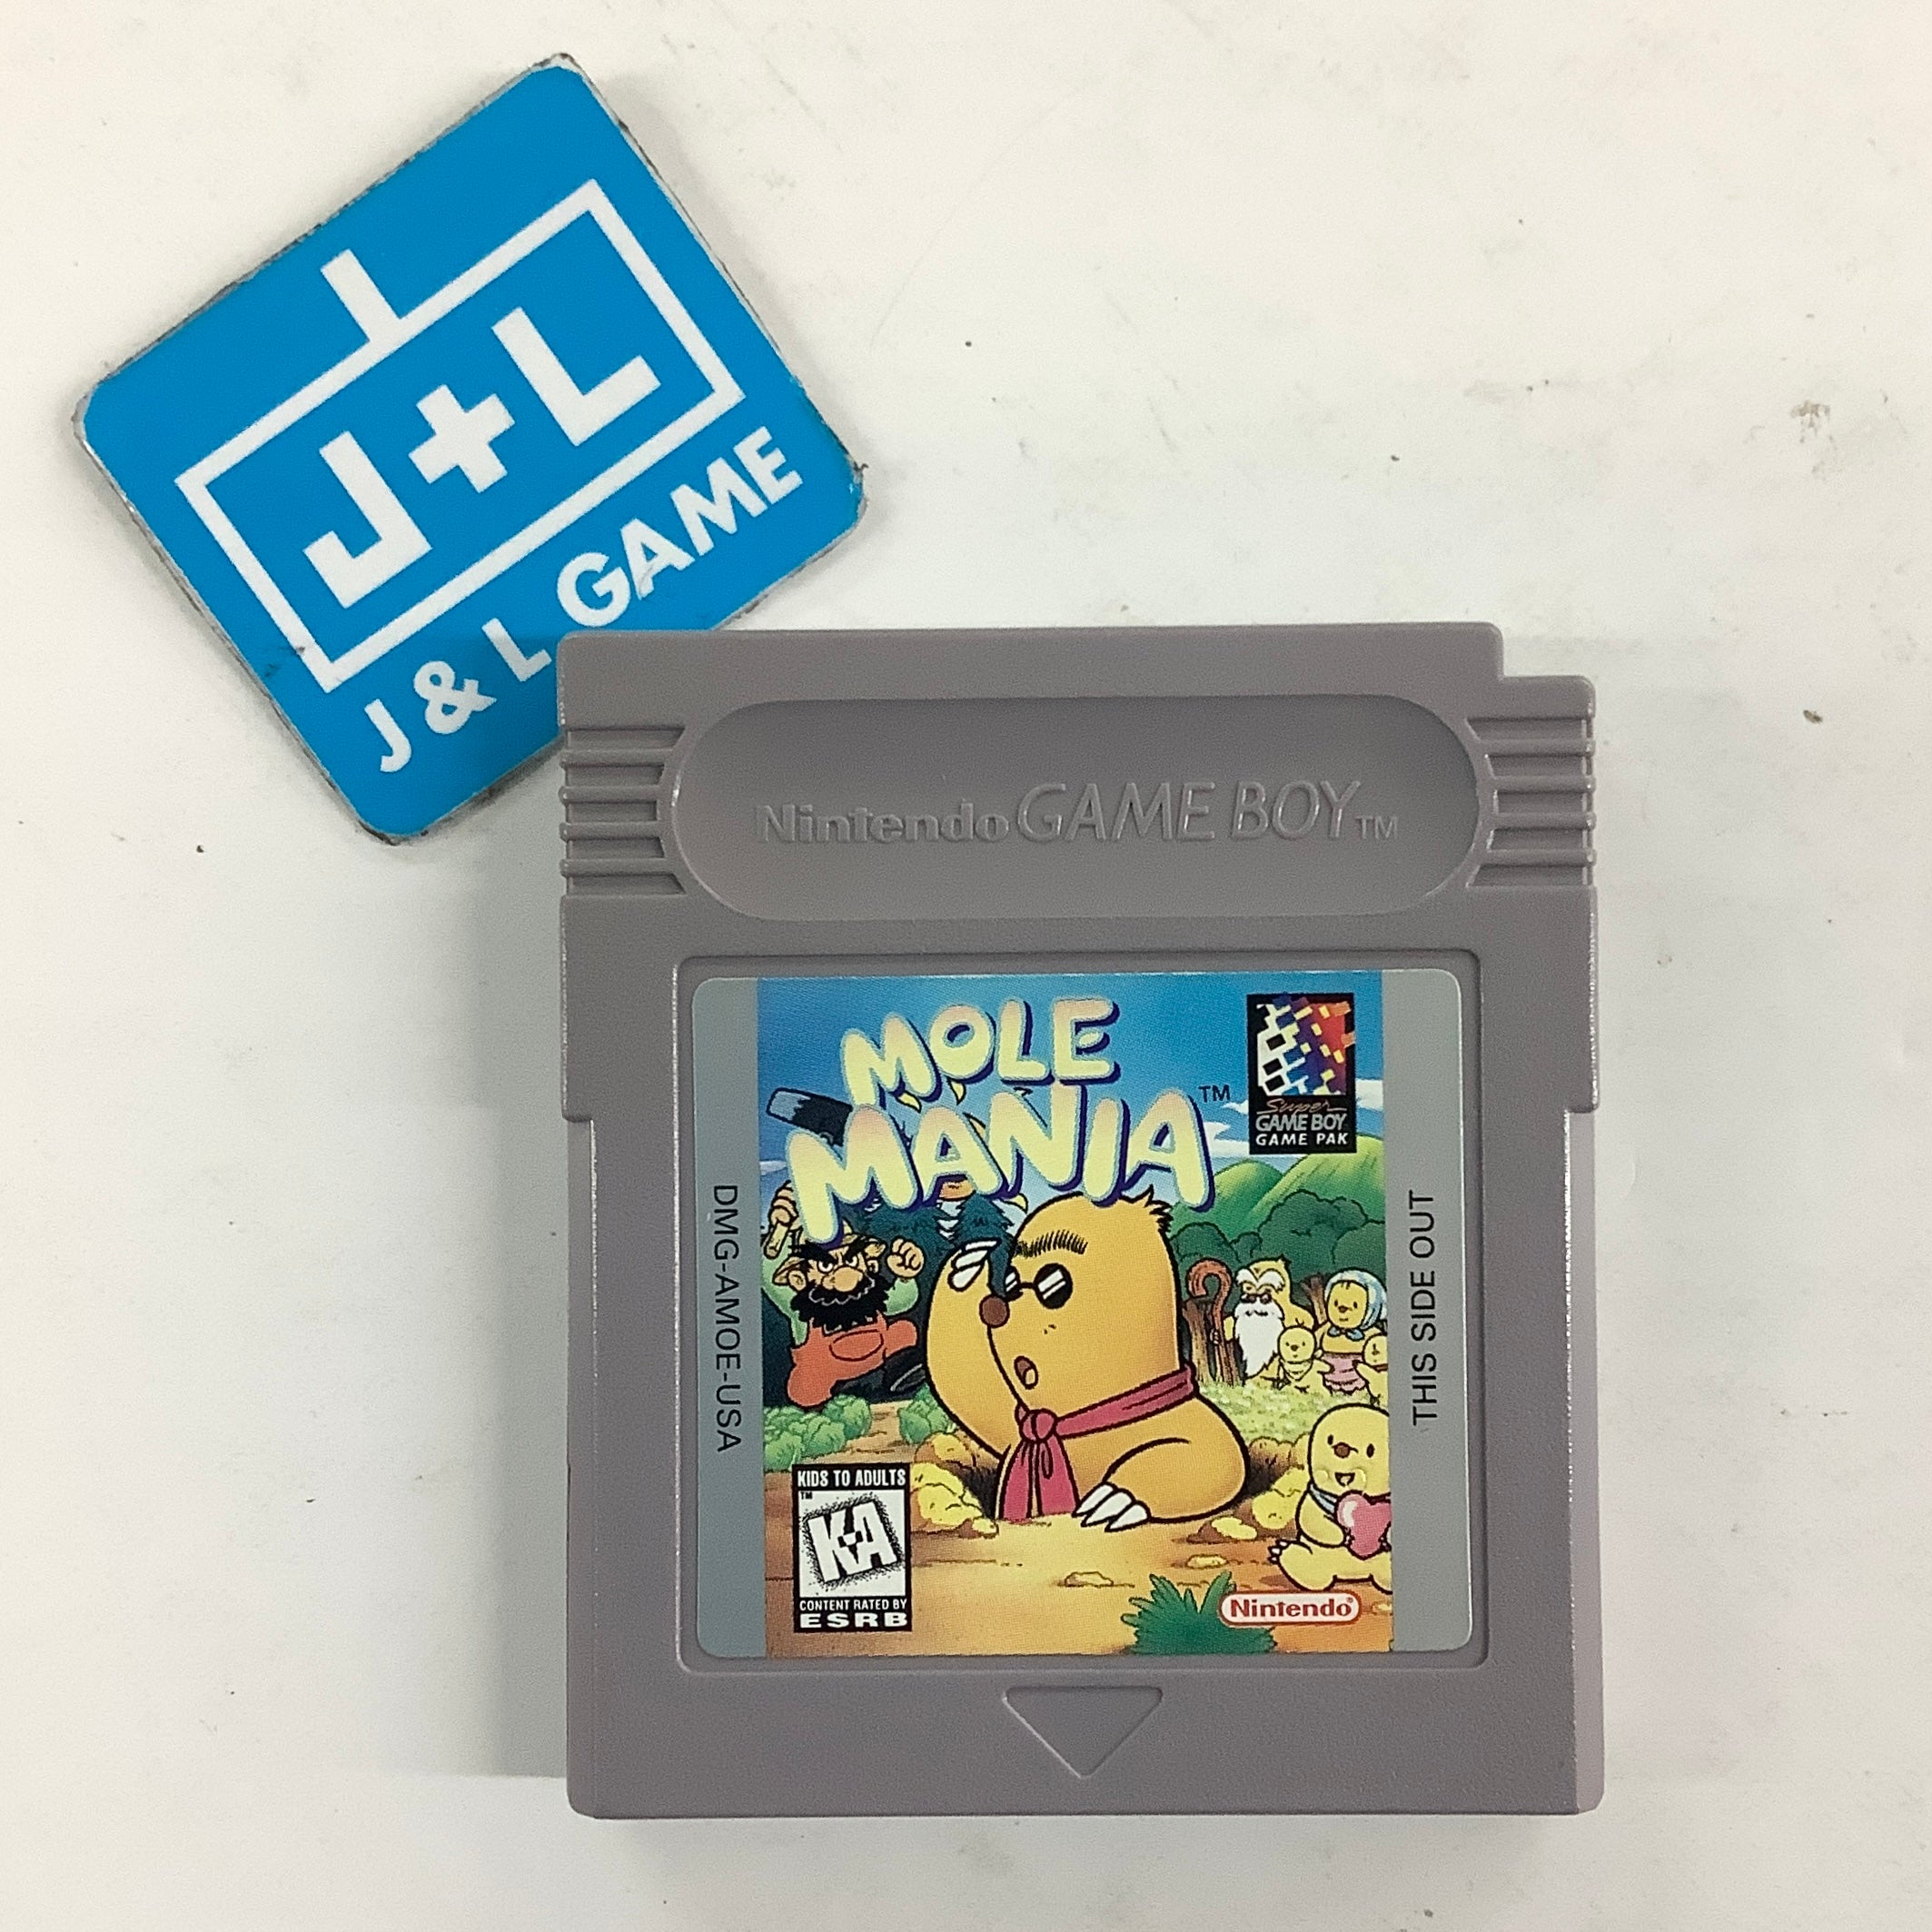 J+L
J & L GAME
Nintendo GAME BOY TM
MOLE
MANIA TM
Super
GAME BOY
GAME PAK
DMG-AMOE-USA
THIS SIDE OUT
KIDS TO ADULTS
TM
K-A
CONTENT RATED BY
ESRB
Nintendo®